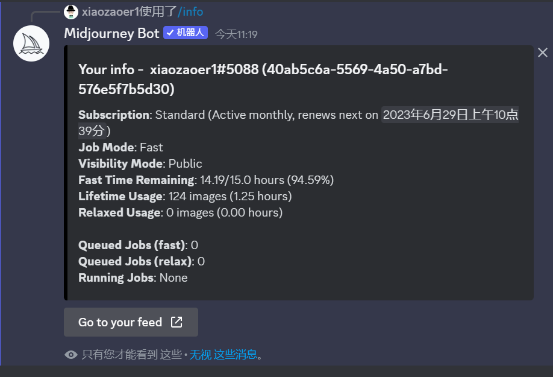 xiaozaoer1使用了/info
Midjourney Bot ✓ 机器人 今天11:19
Your info - xiaozaoer1#5088 (40ab5c6a-5569-4a50-a7bd-
576e5f7b5d30)
Subscription: Standard (Active monthly, renews next on 2023年6月29日上午10点
39分)
Job Mode: Fast
Visibility Mode: Public
Fast Time Remaining: 14.19/15.0 hours (94.59%)
Lifetime Usage: 124 images (1.25 hours)
Relaxed Usage: 0 images (0.00 hours)
Queued Jobs (fast): 0
Queued Jobs (relax): 0
Running Jobs: None
Go to your feed
只有您才能看到 这些 • 无视 这些消息。